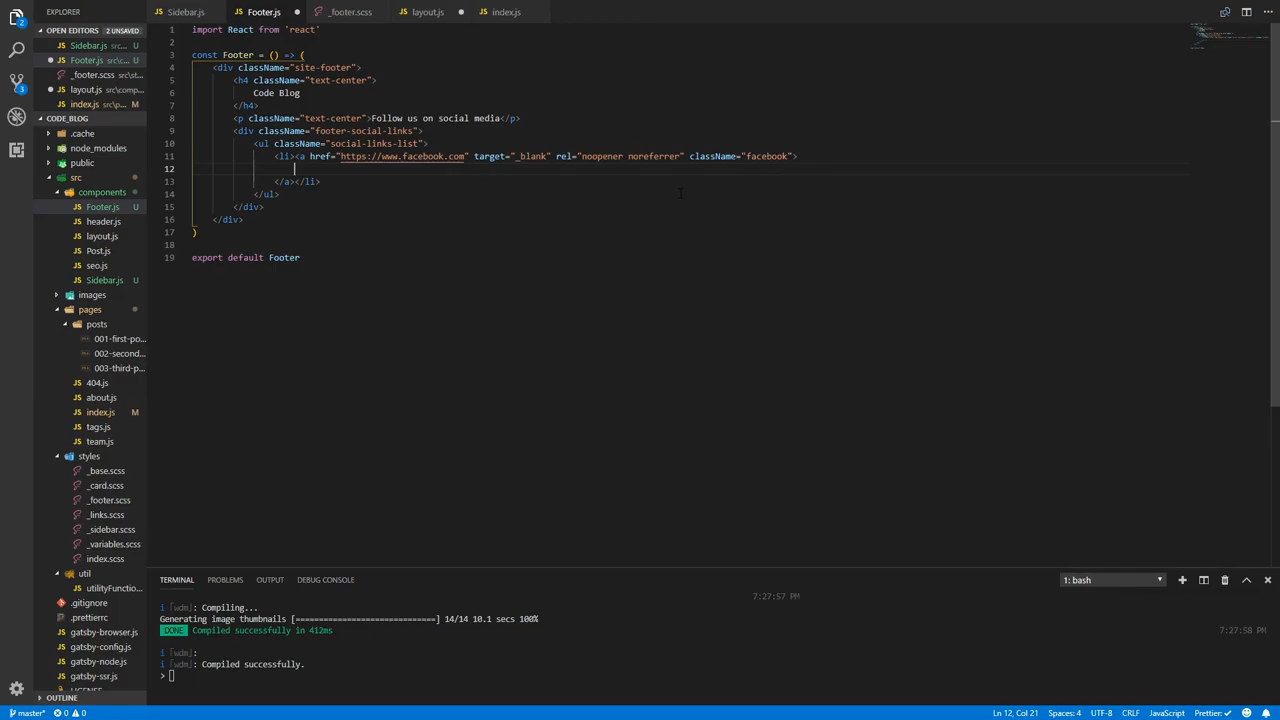 EXPLORER
Sidebar.js
Footer.js
_footer.scss
layout.js
index.js
OPEN EDITORS 2 UNSAVED
JS Sidebar.js src...
JS Footer.js src\c... U
_footer.scss src\st...
JS layout.js src\comp...
JS index.js src\p... M
CODE_BLOG
.cache
node_modules
public
src
components
JS Footer.js U
JS header.js
JS layout.js
JS Post.js
JS seo.js
JS Sidebar.js U
images
pages
posts
001-first-po...
002-second...
003-third-p...
JS 404.js
JS about.js
JS index.js M
JS tags.js
JS team.js
styles
_base.scss
_card.scss
_footer.scss
_links.scss
_sidebar.scss
_variables.scss
index.scss
util
JS utilityFunctio...
.gitignore
.prettierrc
JS gatsby-browser.js
JS gatsby-config.js
JS gatsby-node.js
JS gatsby-ssr.js
LICENSE
OUTLINE
1 import React from 'react'
2
3 const Footer = () => (
4 <div className="site-footer">
5 <h4 className="text-center">
6 Code Blog
7 </h4>
8 <p className="text-center">Follow us on social media</p>
9 <div className="footer-social-links">
10 <ul className="social-links-list">
11 <li><a href="https://www.facebook.com" target="_blank" rel="noopener noreferrer" className="facebook">
12
13 </a></li>
14 </ul>
15 </div>
16 </div>
17 )
18
19 export default Footer
TERMINAL PROBLEMS OUTPUT DEBUG CONSOLE 1: bash
7:27:57 PM
i ｢wdm｣: Compiling...
Generating image thumbnails [==============================] 14/14 10.1 secs 100%
DONE Compiled successfully in 412ms 7:27:58 PM
i ｢wdm｣:
i ｢wdm｣: Compiled successfully.
>
master* 0 0 Ln 12, Col 21 Spaces: 4 UTF-8 CRLF JavaScript Prettier: ✓